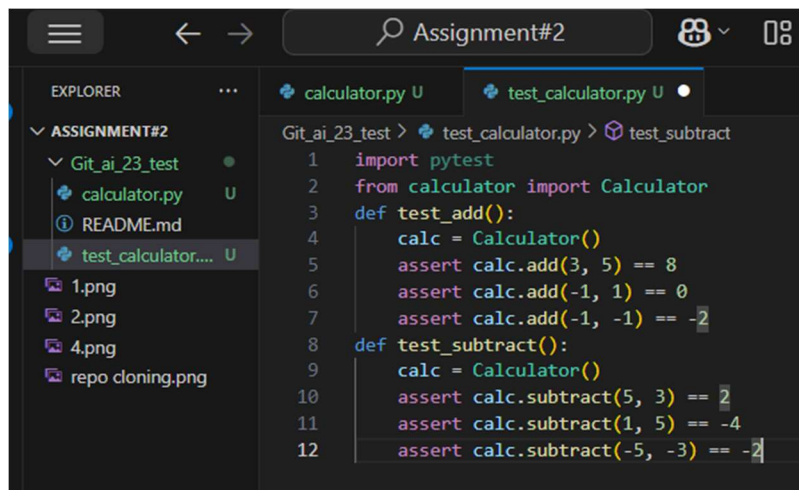 Assignment#2
EXPLORER
ASSIGNMENT#2
Git_ai_23_test
calculator.py U
README.md
test_calculator.... U
1.png
2.png
4.png
repo cloning.png
calculator.py U
test_calculator.py U
Git_ai_23_test > test_calculator.py > test_subtract
1 import pytest
2 from calculator import Calculator
3 def test_add():
4 calc = Calculator()
5 assert calc.add(3, 5) == 8
6 assert calc.add(-1, 1) == 0
7 assert calc.add(-1, -1) == -2
8 def test_subtract():
9 calc = Calculator()
10 assert calc.subtract(5, 3) == 2
11 assert calc.subtract(1, 5) == -4
12 assert calc.subtract(-5, -3) == -2